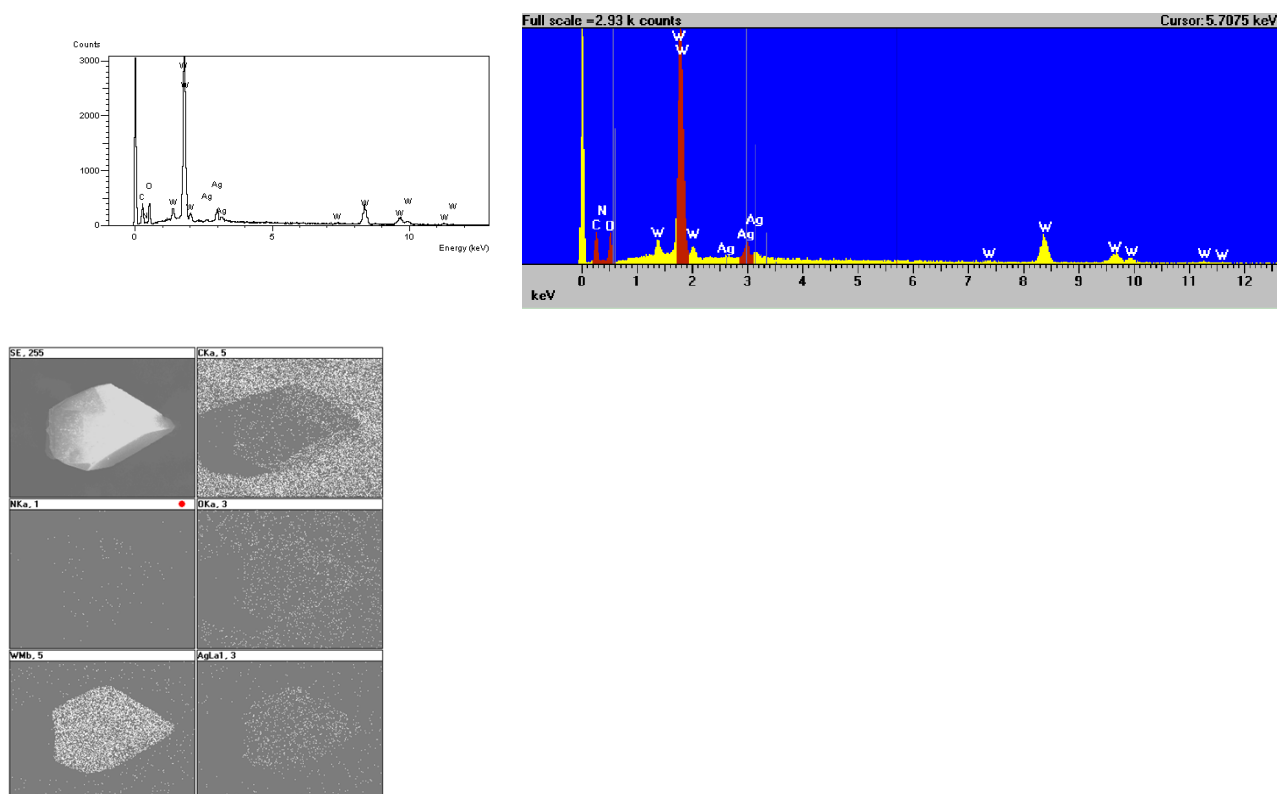 Counts
3000
2000
1000
0
W
W
C
O
W
W
Ag
Ag
Ag
W
W
W
W
W
W
0
5
10
Energy (keV)
Full scale =2.93 k counts Cursor: 5.7075 keV
W
W
N
C O
W
W
Ag
Ag
Ag
W
W
W
W
W
W
0 1 2 3 4 5 6 7 8 9 10 11 12
keV
SE, 255
CKa, 5
NKa, 1
OKa, 3
WMb, 5
AgLa1, 3